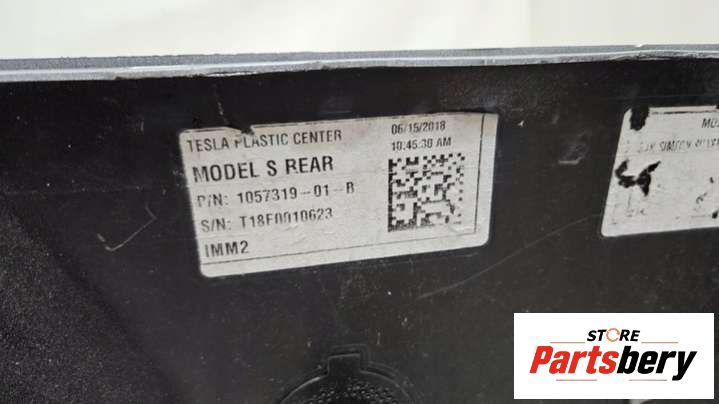 TESLA PLASTIC CENTER
06/15/2018
10:45:30 AM
MODEL S REAR
P/N: 1057319-01-B
S/N: T18F0010623
IMM2
STORE
Partsbery